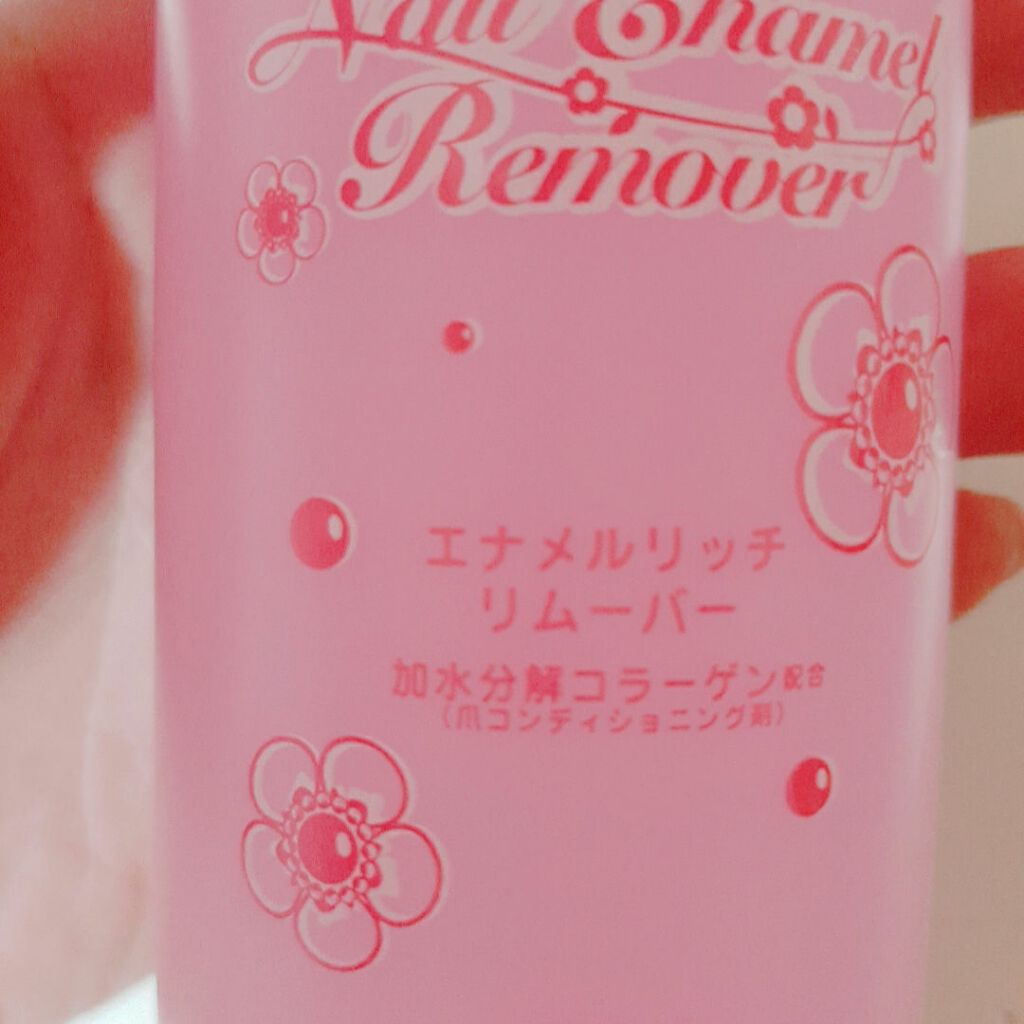 Nail Enamel
Remover
エナメルリッチ
リムーバー
加水分解コラーゲン配合
(爪コンディショニング剤)